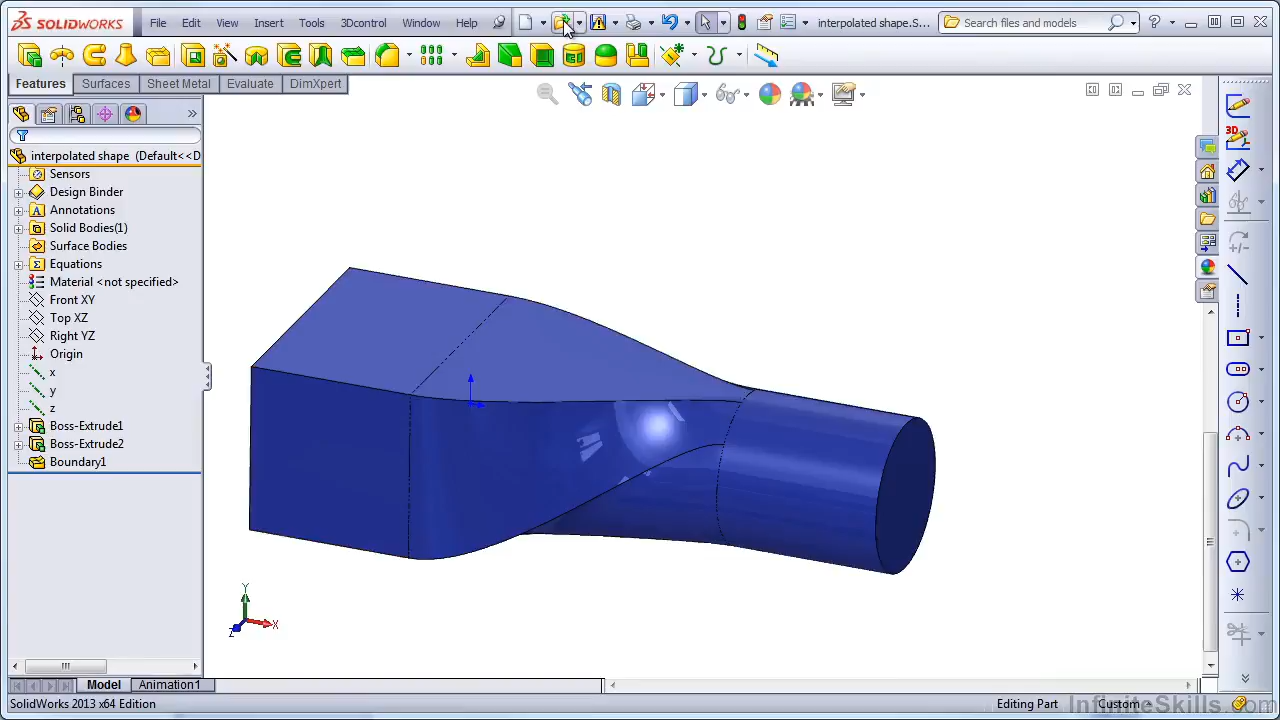 SOLIDWORKS File Edit View Insert Tools 3Dcontrol Window Help interpolated shape.S... Search files and models
Features Surfaces Sheet Metal Evaluate DimXpert
interpolated shape (Default<<D
Sensors
Design Binder
Annotations
Solid Bodies(1)
Surface Bodies
Equations
Material <not specified>
Front XY
Top XZ
Right YZ
Origin
x
y
z
Boss-Extrude1
Boss-Extrude2
Boundary1
3D
Y
X
Z
Model Animation1
SolidWorks 2013 x64 Edition Editing Part Custom
InfiniteSkills.com